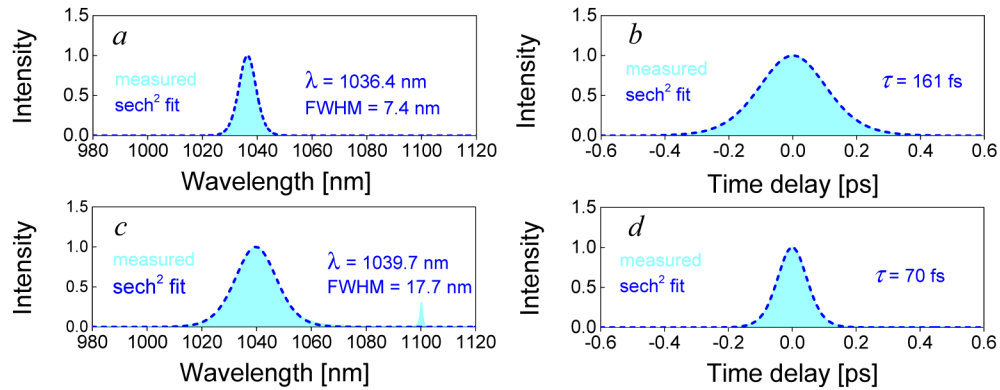 Intensity
1.5
1.0
0.5
0.0
a
measured
sech² fit
λ = 1036.4 nm
FWHM = 7.4 nm
980 1000 1020 1040 1060 1080 1100 1120
Wavelength [nm]
Intensity
1.5
1.0
0.5
0.0
b
measured
sech² fit
τ = 161 fs
-0.6 -0.4 -0.2 0.0 0.2 0.4 0.6
Time delay [ps]
Intensity
1.5
1.0
0.5
0.0
c
measured
sech² fit
λ = 1039.7 nm
FWHM = 17.7 nm
980 1000 1020 1040 1060 1080 1100 1120
Wavelength [nm]
Intensity
1.5
1.0
0.5
0.0
d
measured
sech² fit
τ = 70 fs
-0.6 -0.4 -0.2 0.0 0.2 0.4 0.6
Time delay [ps]